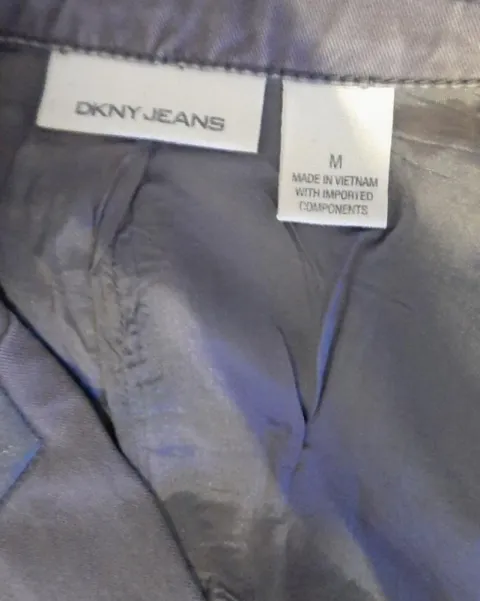 DKNY JEANS
M
MADE IN VIETNAM
WITH IMPORTED
COMPONENTS